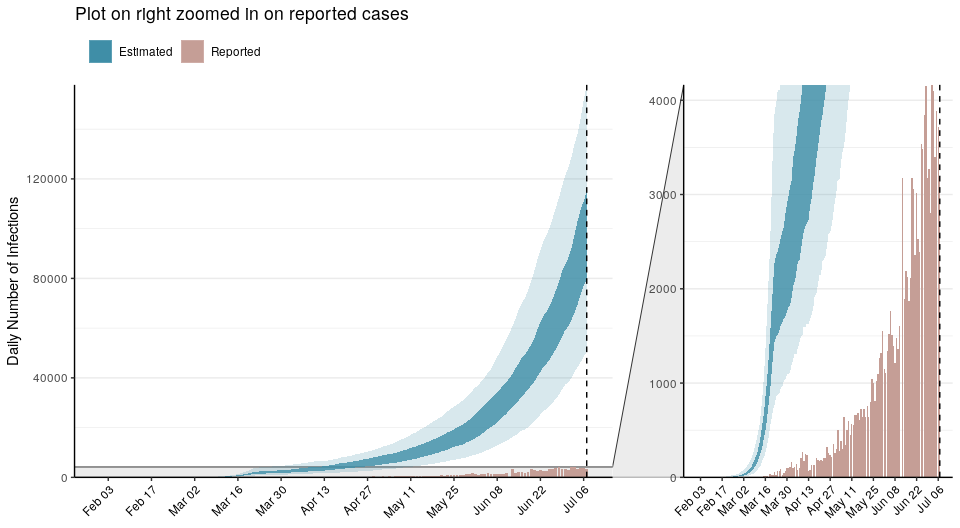 Plot on right zoomed in on reported cases
Estimated Reported
Daily Number of Infections
120000
80000
40000
0
Feb 03 Feb 17 Mar 02 Mar 16 Mar 30 Apr 13 Apr 27 May 11 May 25 Jun 08 Jun 22 Jul 06
4000
3000
2000
1000
0
Feb 03 Feb 17 Mar 02 Mar 16 Mar 30 Apr 13 Apr 27 May 11 May 25 Jun 08 Jun 22 Jul 06